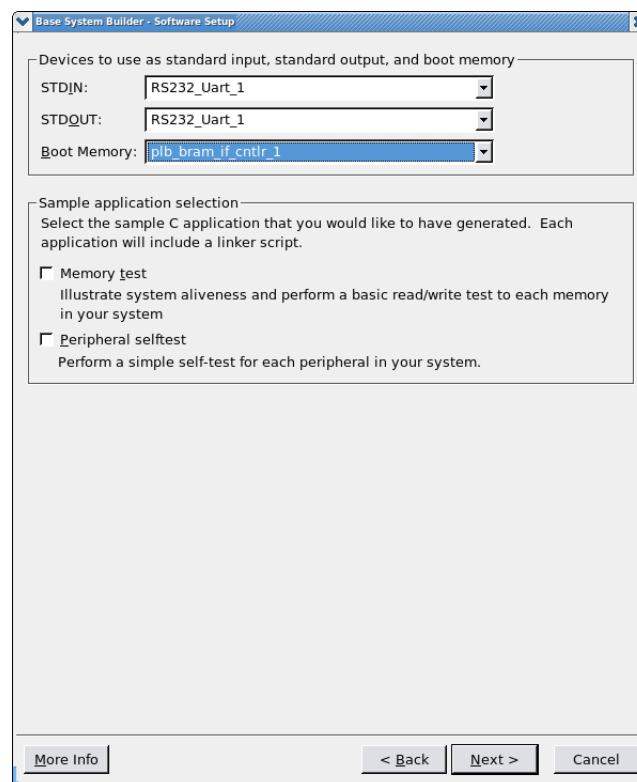 Base System Builder - Software Setup
Devices to use as standard input, standard output, and boot memory
STDIN: RS232_Uart_1
STDOUT: RS232_Uart_1
Boot Memory: plb_bram_if_cntlr_1
Sample application selection
Select the sample C application that you would like to have generated. Each
application will include a linker script.
Memory test
Illustrate system aliveness and perform a basic read/write test to each memory
in your system
Peripheral selftest
Perform a simple self-test for each peripheral in your system.
More Info < Back Next > Cancel